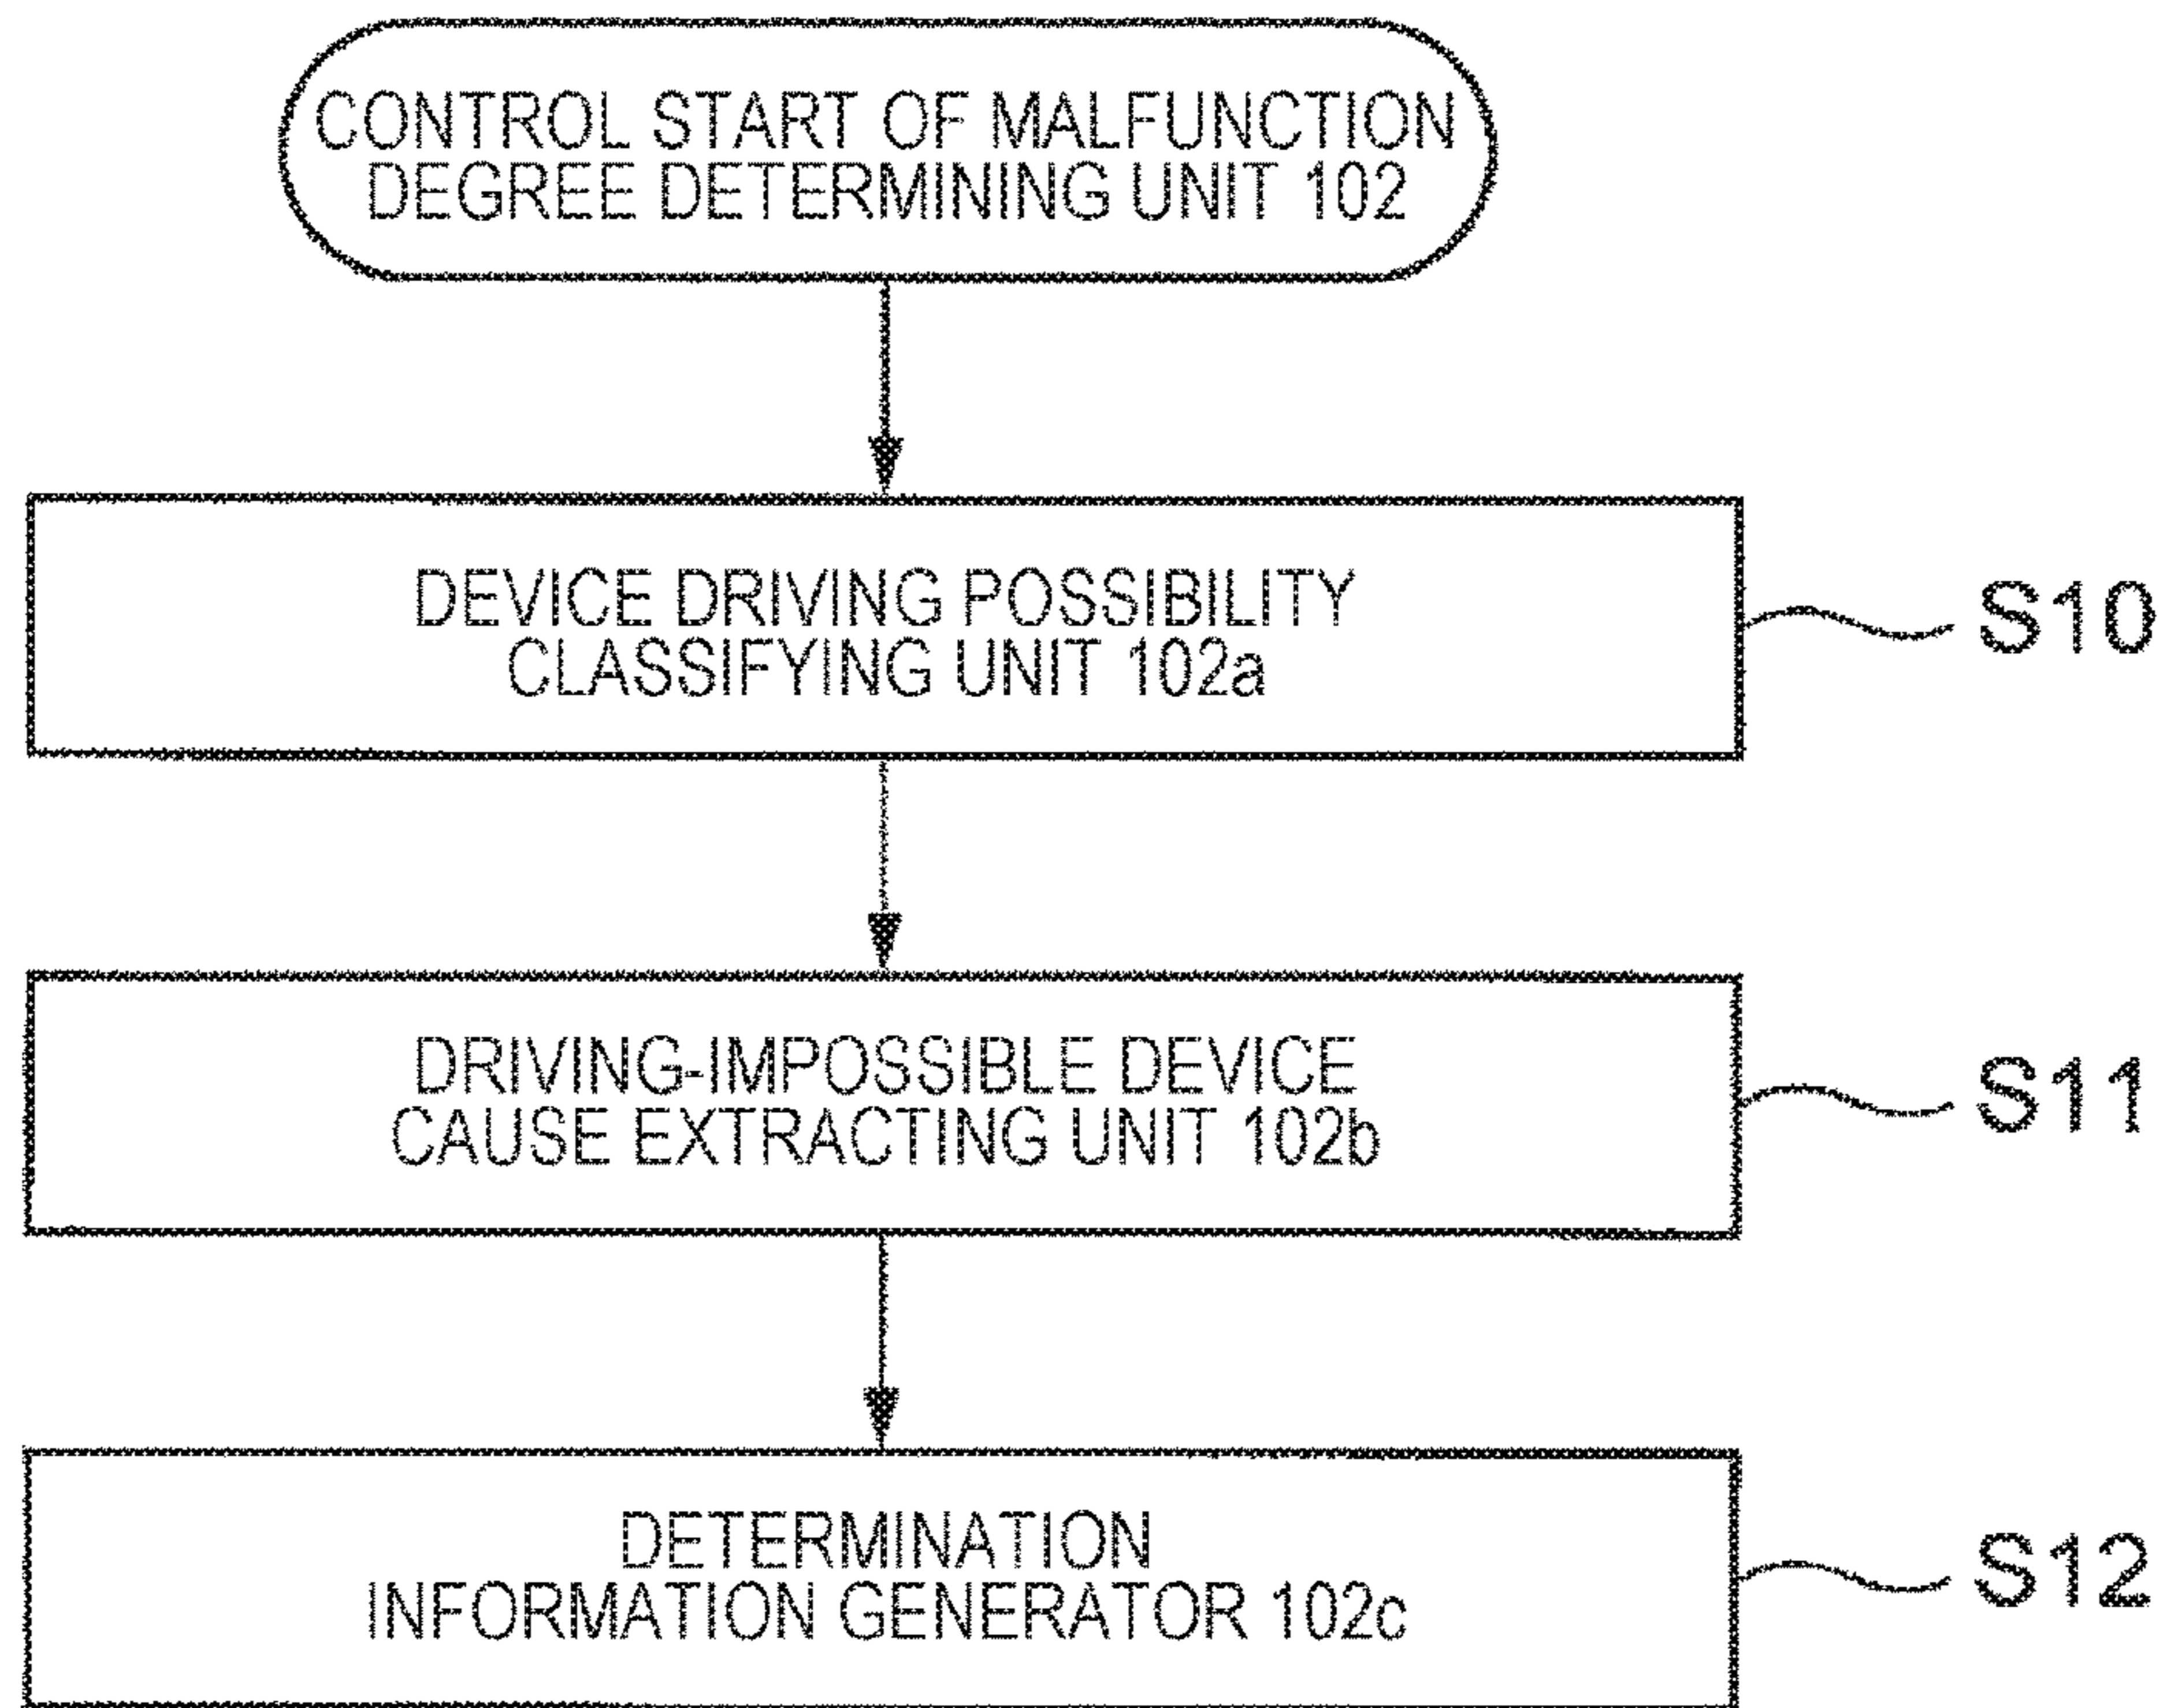 CONTROL START OF MALFUNCTION
DEGREE DETERMINING UNIT 102
DEVICE DRIVING POSSIBILITY
CLASSIFYING UNIT 102a
S10
DRIVING-IMPOSSIBLE DEVICE
CAUSE EXTRACTING UNIT 102b
S11
DETERMINATION
INFORMATION GENERATOR 102c
S12